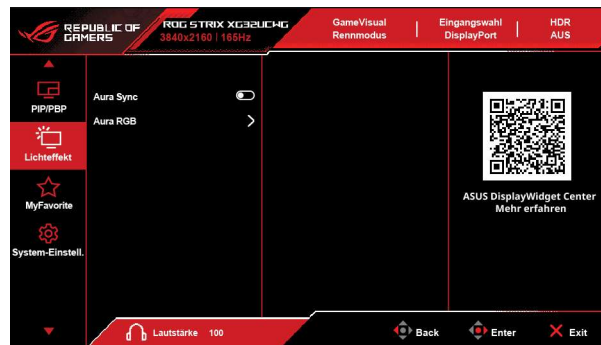 REPUBLIC OF
GAMERS
ROG STRIX XG32UCWG
3840x2160 | 165Hz
GameVisual
Rennmodus
Eingangswahl
DisplayPort
HDR
AUS
PIP/PBP
Lichteffekt
MyFavorite
System-Einstell.
Aura Sync
Aura RGB
ASUS DisplayWidget Center
Mehr erfahren
Lautstärke 100
Back
Enter
Exit